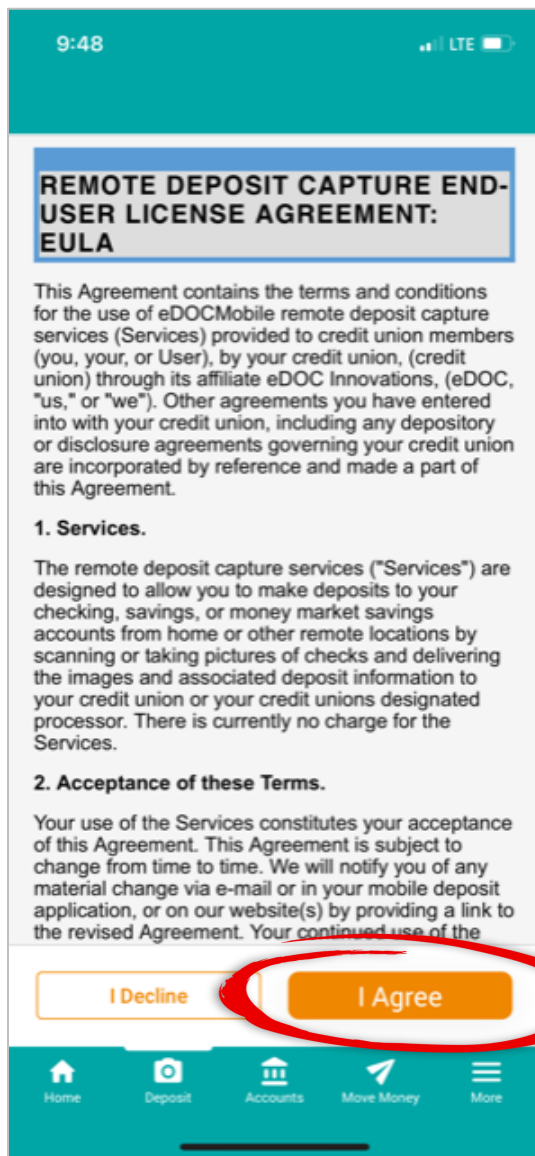 9:48
LTE
REMOTE DEPOSIT CAPTURE END-
USER LICENSE AGREEMENT:
EULA
This Agreement contains the terms and conditions
for the use of eDOCMobile remote deposit capture
services (Services) provided to credit union members
(you, your, or User), by your credit union, (credit
union) through its affiliate eDOC Innovations, (eDOC,
"us," or "we"). Other agreements you have entered
into with your credit union, including any depository
or disclosure agreements governing your credit union
are incorporated by reference and made a part of
this Agreement.
1. Services.
The remote deposit capture services ("Services") are
designed to allow you to make deposits to your
checking, savings, or money market savings
accounts from home or other remote locations by
scanning or taking pictures of checks and delivering
the images and associated deposit information to
your credit union or your credit unions designated
processor. There is currently no charge for the
Services.
2. Acceptance of these Terms.
Your use of the Services constitutes your acceptance
of this Agreement. This Agreement is subject to
change from time to time. We will notify you of any
material change via e-mail or in your mobile deposit
application, or on our website(s) by providing a link to
the revised Agreement. Your continued use of the
I Decline
I Agree
Home
Deposit
Accounts
Move Money
More